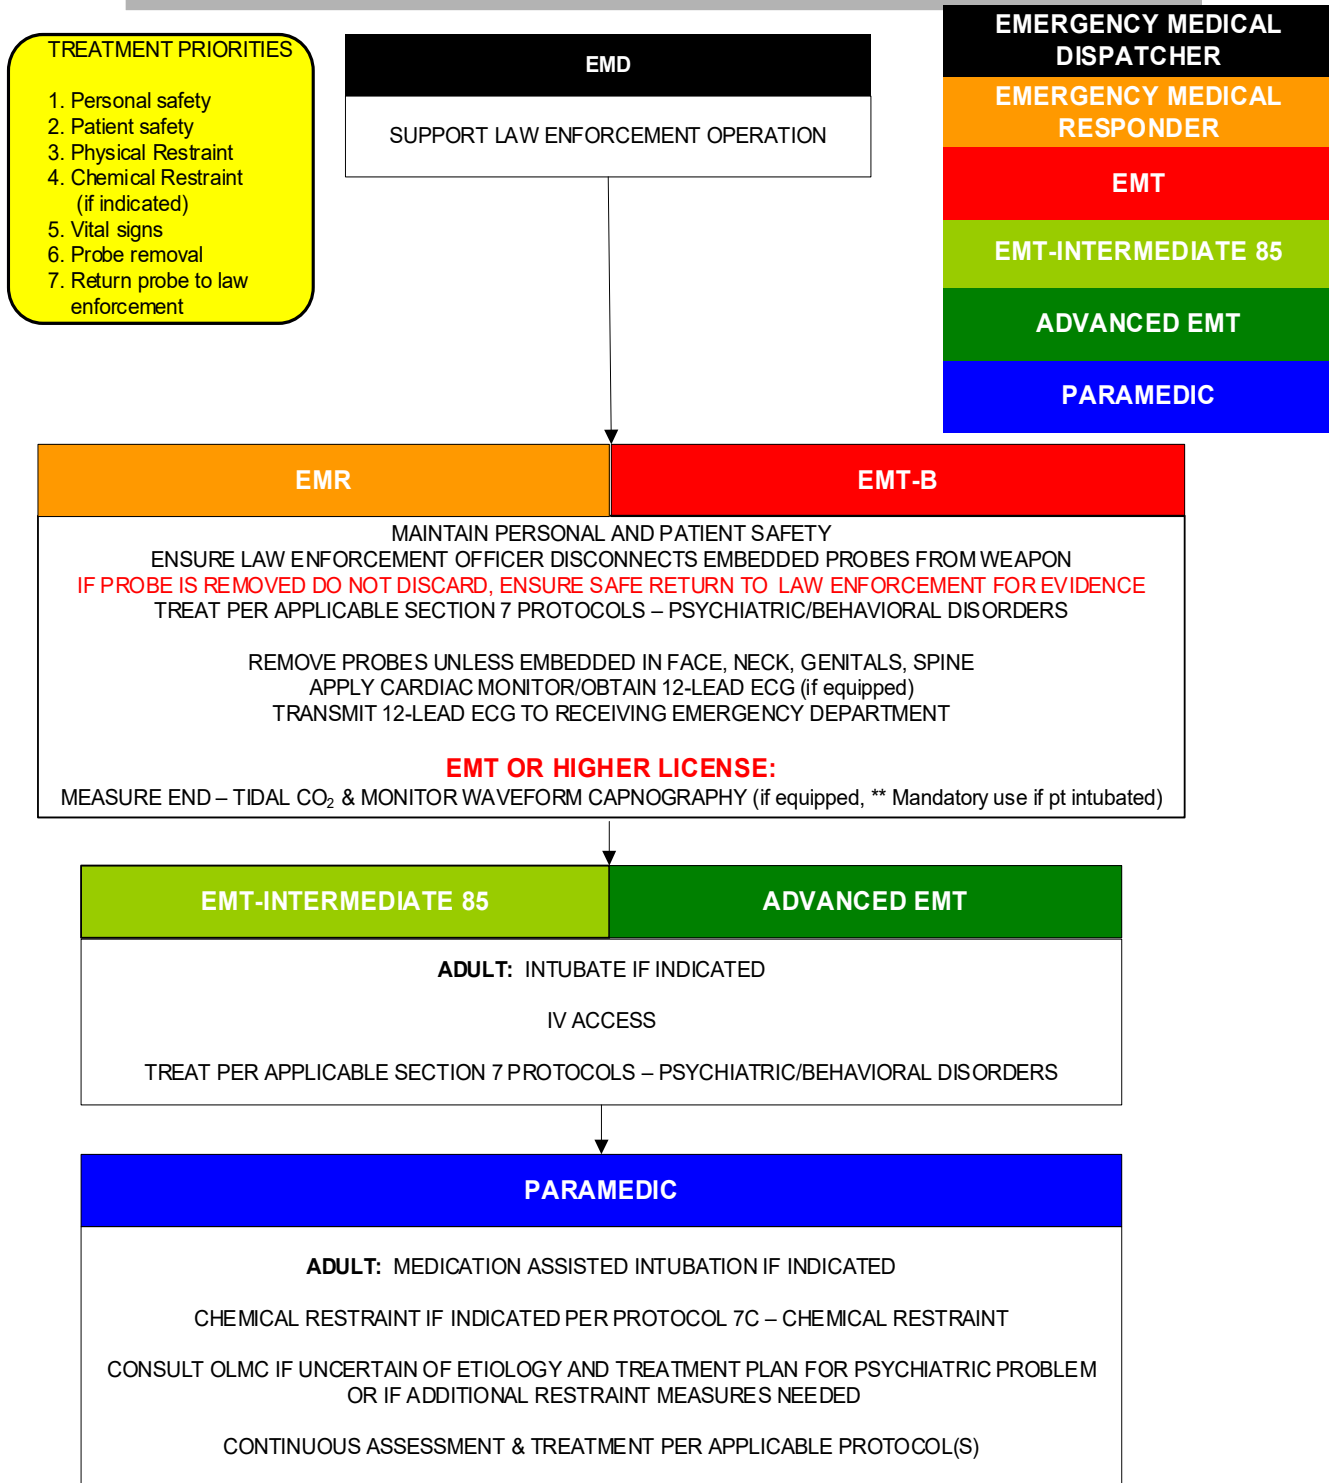 TREATMENT PRIORITIES
1. Personal safety
2. Patient safety
3. Physical Restraint
4. Chemical Restraint
(if indicated)
5. Vital signs
6. Probe removal
7. Return probe to law
enforcement
EMD
SUPPORT LAW ENFORCEMENT OPERATION
EMERGENCY MEDICAL
DISPATCHER
EMERGENCY MEDICAL
RESPONDER
EMT
EMT-INTERMEDIATE 85
ADVANCED EMT
PARAMEDIC
EMR
EMT-B
MAINTAIN PERSONAL AND PATIENT SAFETY
ENSURE LAW ENFORCEMENT OFFICER DISCONNECTS EMBEDDED PROBES FROM WEAPON
IF PROBE IS REMOVED DO NOT DISCARD, ENSURE SAFE RETURN TO LAW ENFORCEMENT FOR EVIDENCE
TREAT PER APPLICABLE SECTION 7 PROTOCOLS – PSYCHIATRIC/BEHAVIORAL DISORDERS
REMOVE PROBES UNLESS EMBEDDED IN FACE, NECK, GENITALS, SPINE
APPLY CARDIAC MONITOR/OBTAIN 12-LEAD ECG (if equipped)
TRANSMIT 12-LEAD ECG TO RECEIVING EMERGENCY DEPARTMENT
EMT OR HIGHER LICENSE:
MEASURE END – TIDAL CO₂ & MONITOR WAVEFORM CAPNOGRAPHY (if equipped, ** Mandatory use if pt intubated)
EMT-INTERMEDIATE 85
ADVANCED EMT
ADULT: INTUBATE IF INDICATED
IV ACCESS
TREAT PER APPLICABLE SECTION 7 PROTOCOLS – PSYCHIATRIC/BEHAVIORAL DISORDERS
PARAMEDIC
ADULT: MEDICATION ASSISTED INTUBATION IF INDICATED
CHEMICAL RESTRAINT IF INDICATED PER PROTOCOL 7C – CHEMICAL RESTRAINT
CONSULT OLMC IF UNCERTAIN OF ETIOLOGY AND TREATMENT PLAN FOR PSYCHIATRIC PROBLEM
OR IF ADDITIONAL RESTRAINT MEASURES NEEDED
CONTINUOUS ASSESSMENT & TREATMENT PER APPLICABLE PROTOCOL(S)